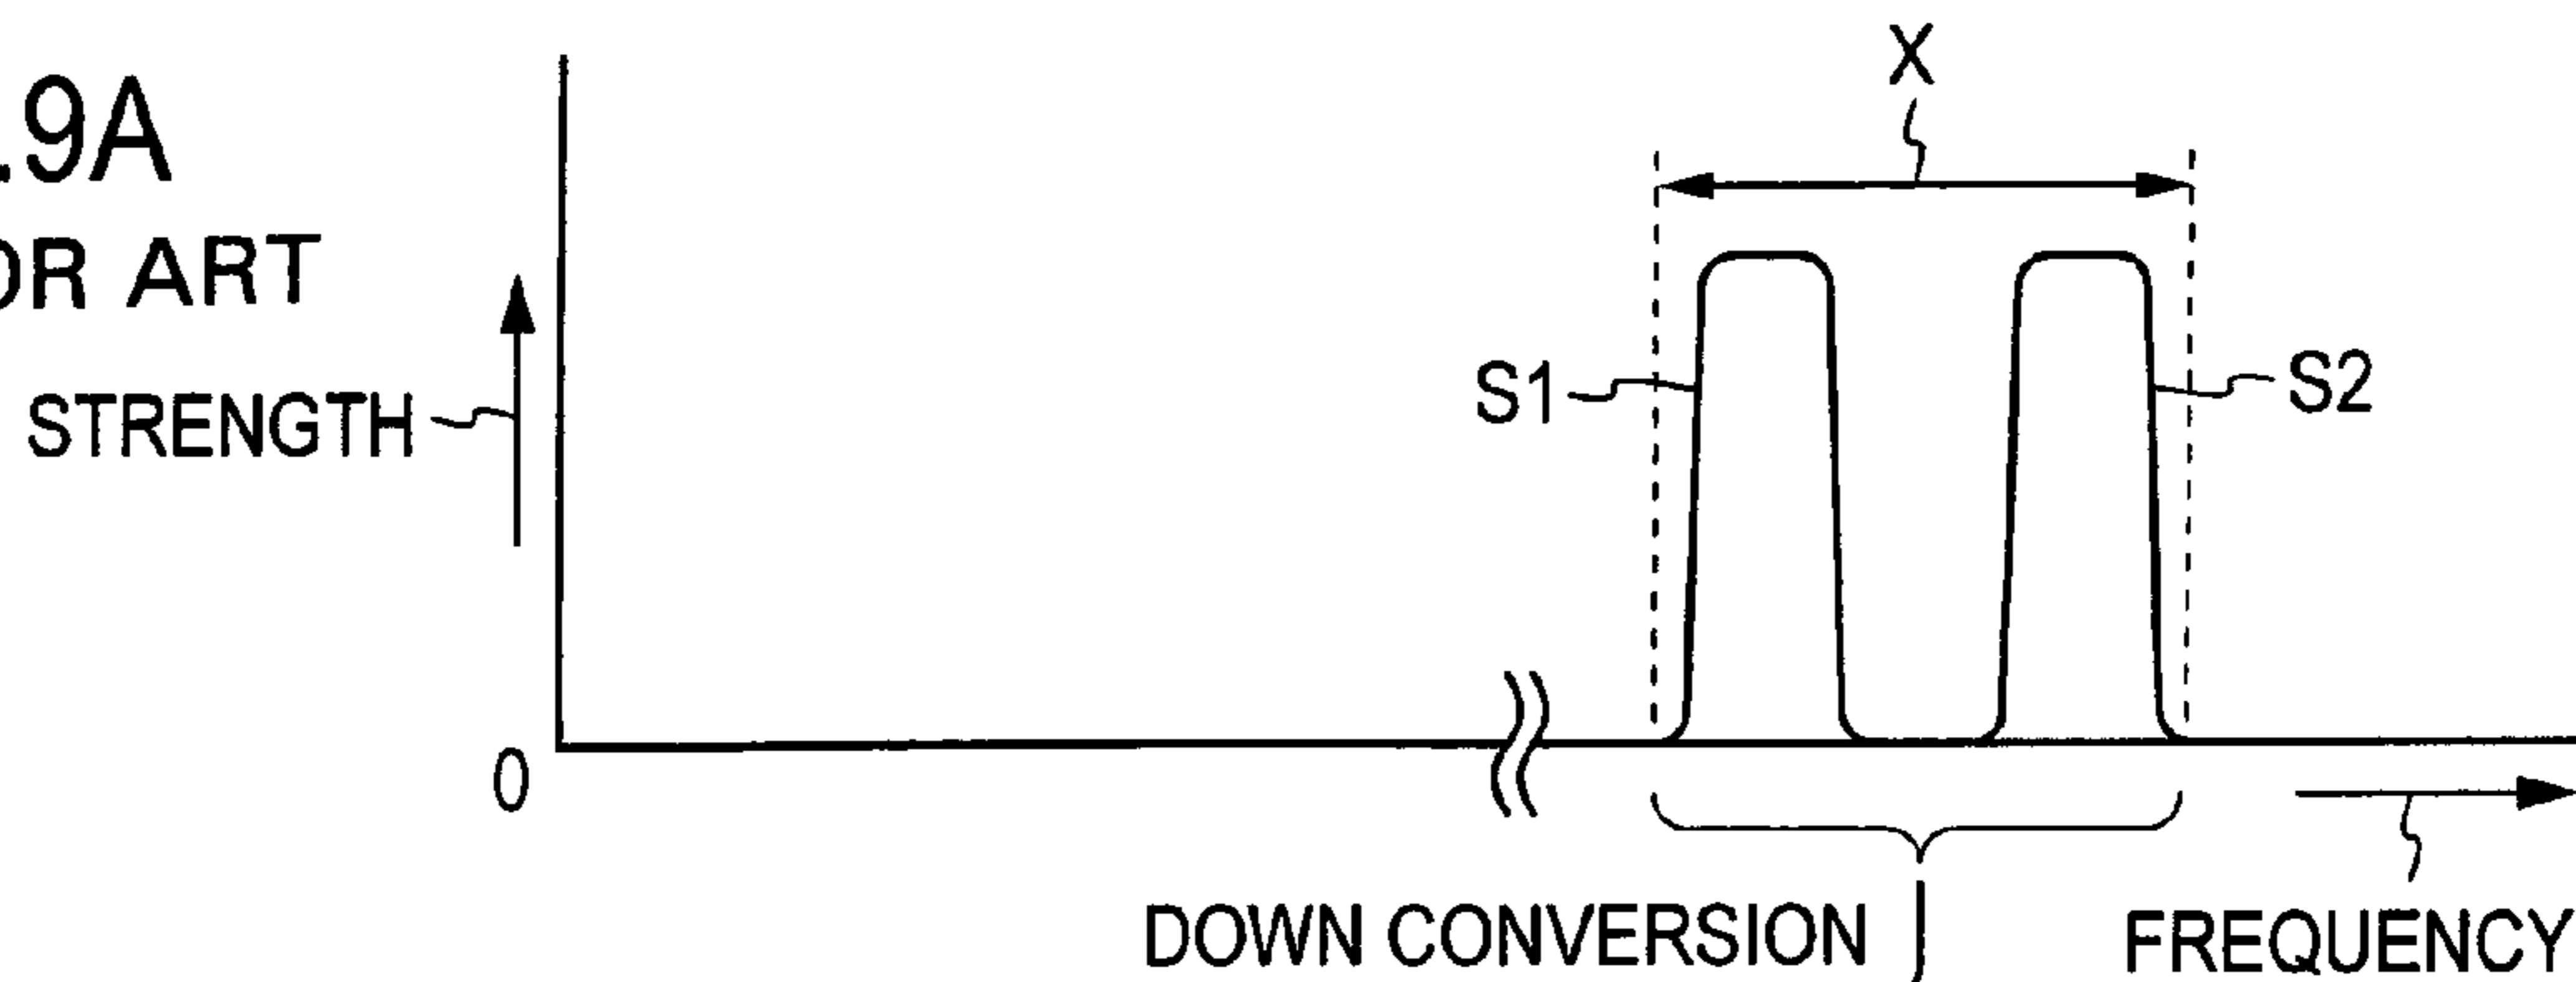 .9A
OR ART
STRENGTH
X
S1
S2
0
DOWN CONVERSION
FREQUENCY